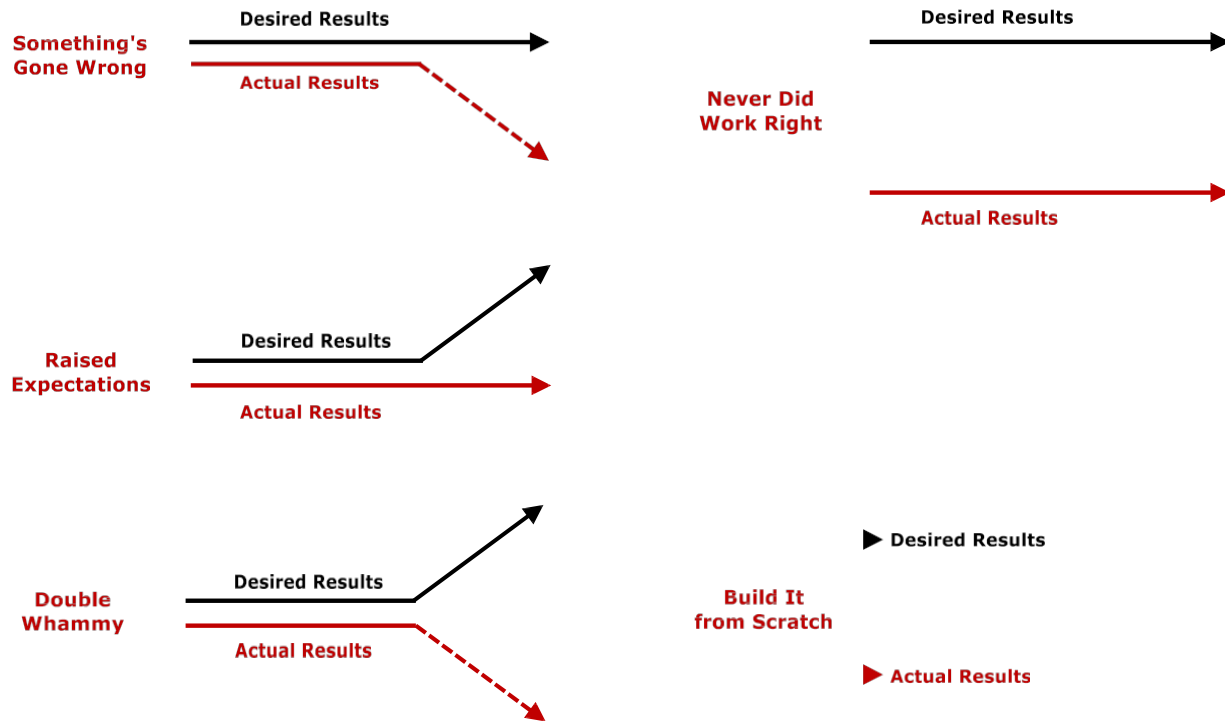 Something's
Gone Wrong
Desired Results
Actual Results
Never Did
Work Right
Desired Results
Actual Results
Raised
Expectations
Desired Results
Actual Results
Double
Whammy
Desired Results
Actual Results
Build It
from Scratch
Desired Results
Actual Results